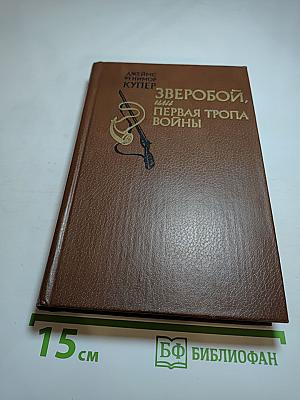 ДЖЕЙМС
ФЕНИМОР
КУПЕР
ЗВЕРОБОЙ,
или
ПЕРВАЯ ТРОПА
ВОЙНЫ
15 см
БФ БИБЛИОФАН